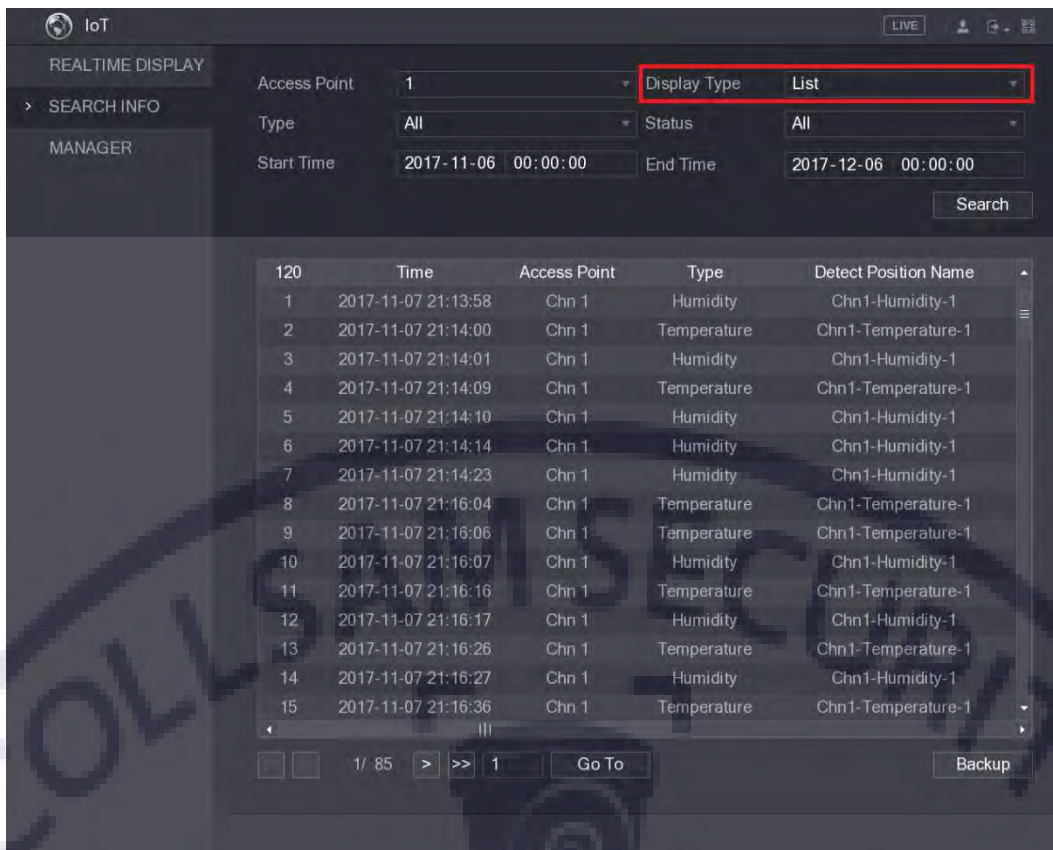 IoT LIVE
REALTIME DISPLAY
SEARCH INFO
MANAGER
Access Point 1 Display Type List
Type All Status All
Start Time 2017-11-06 00:00:00 End Time 2017-12-06 00:00:00
Search
120 Time Access Point Type Detect Position Name
1 2017-11-07 21:13:58 Chn 1 Humidity Chn1-Humidity-1
2 2017-11-07 21:14:00 Chn 1 Temperature Chn1-Temperature-1
3 2017-11-07 21:14:01 Chn 1 Humidity Chn1-Humidity-1
4 2017-11-07 21:14:09 Chn 1 Temperature Chn1-Temperature-1
5 2017-11-07 21:14:10 Chn 1 Humidity Chn1-Humidity-1
6 2017-11-07 21:14:14 Chn 1 Humidity Chn1-Humidity-1
7 2017-11-07 21:14:23 Chn 1 Humidity Chn1-Humidity-1
8 2017-11-07 21:16:04 Chn 1 Temperature Chn1-Temperature-1
9 2017-11-07 21:16:06 Chn 1 Temperature Chn1-Temperature-1
10 2017-11-07 21:16:07 Chn 1 Humidity Chn1-Humidity-1
11 2017-11-07 21:16:16 Chn 1 Temperature Chn1-Temperature-1
12 2017-11-07 21:16:17 Chn 1 Humidity Chn1-Humidity-1
13 2017-11-07 21:16:26 Chn 1 Temperature Chn1-Temperature-1
14 2017-11-07 21:16:27 Chn 1 Humidity Chn1-Humidity-1
15 2017-11-07 21:16:36 Chn 1 Temperature Chn1-Temperature-1
1/ 85 > >> 1 Go To Backup